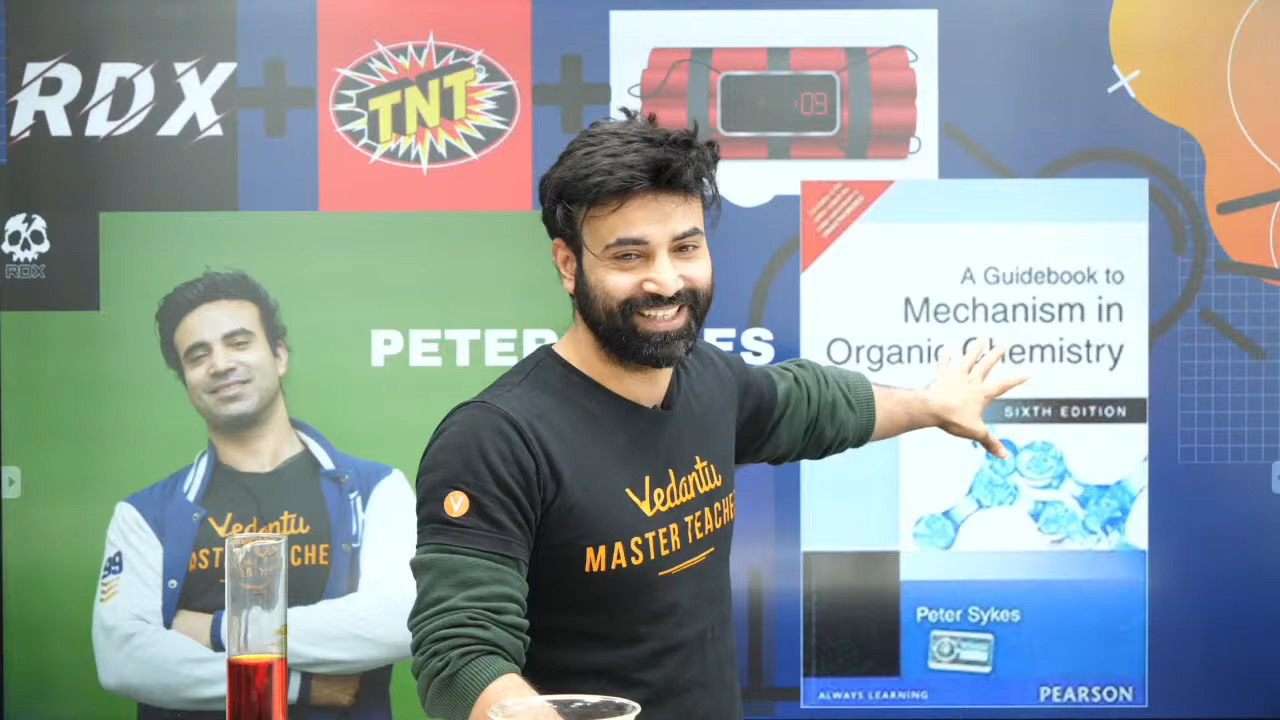 RDX
TNT
09
RDX
A Guidebook to
Mechanism in
Organic Chemistry
PETER
ES
SIXTH EDITION
Vedantu
MASTER TEACHE
Vedantu
ASTER TEACHE
V
99
Peter Sykes
ALWAYS LEARNING
PEARSON